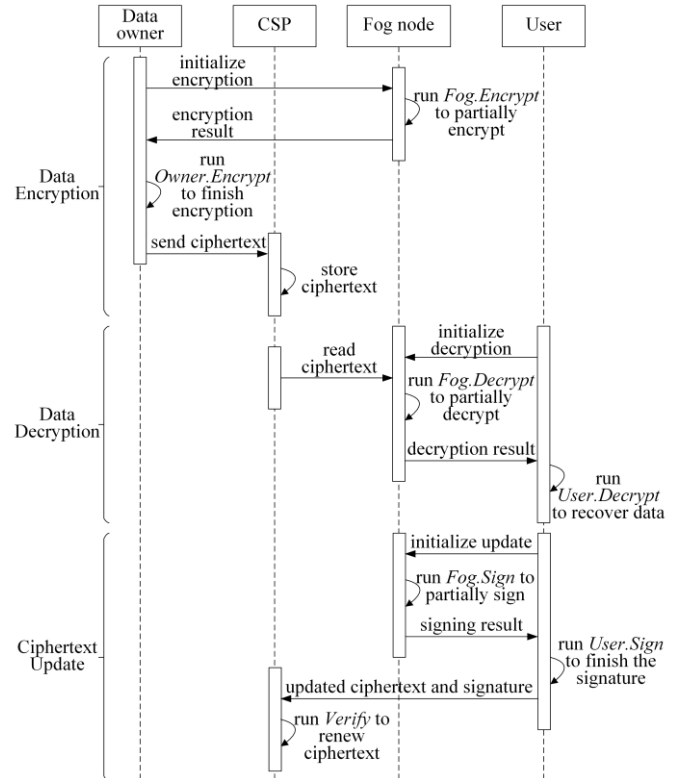 Data
owner
CSP
Fog node
User
initialize
encryption
run Fog.Encrypt
to partially
encrypt
encryption
result
run
Owner.Encrypt
to finish
encryption
Data
Encryption
send ciphertext
store
ciphertext
initialize
decryption
read
ciphertext
run Fog.Decrypt
to partially
decrypt
Data
Decryption
decryption result
run
User.Decrypt
to recover data
initialize update
run Fog.Sign to
partially sign
signing result
run User.Sign
to finish the
signature
Ciphertext
Update
updated ciphertext and signature
run Verify to
renew
ciphertext